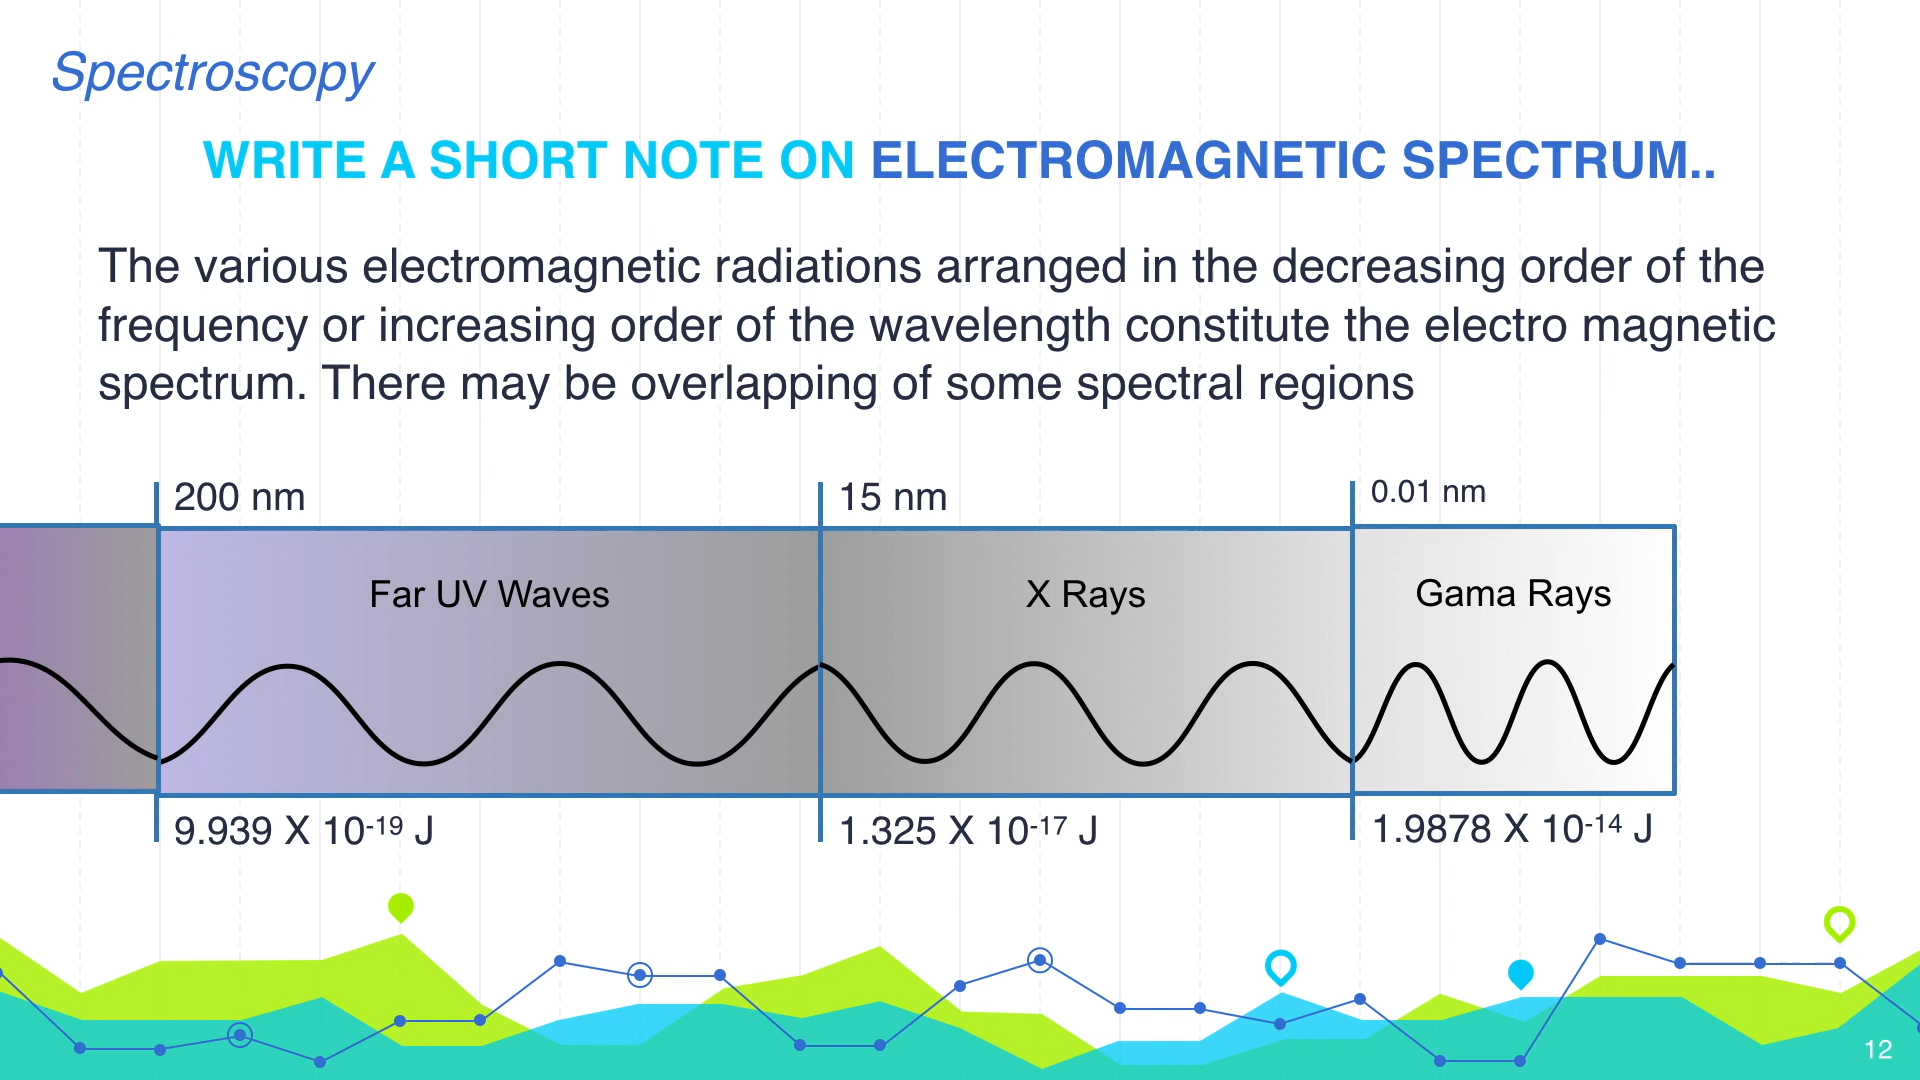 Spectroscopy
WRITE A SHORT NOTE ON ELECTROMAGNETIC SPECTRUM..
The various electromagnetic radiations arranged in the decreasing order of the
frequency or increasing order of the wavelength constitute the electro magnetic
spectrum. There may be overlapping of some spectral regions
200 nm
15 nm
0.01 nm
Far UV Waves
X Rays
Gama Rays
9.939 X 10⁻¹⁹ J
1.325 X 10⁻¹⁷ J
1.9878 X 10⁻¹⁴ J
12